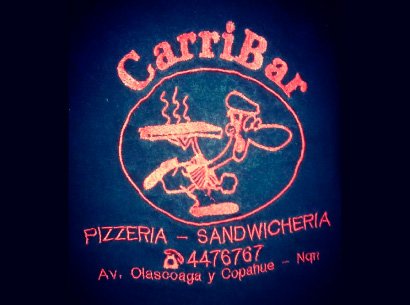 CarriBar
PIZZERIA - SANDWICHERIA
☎4476767
Av. Olascoaga y Copahue - Nqn